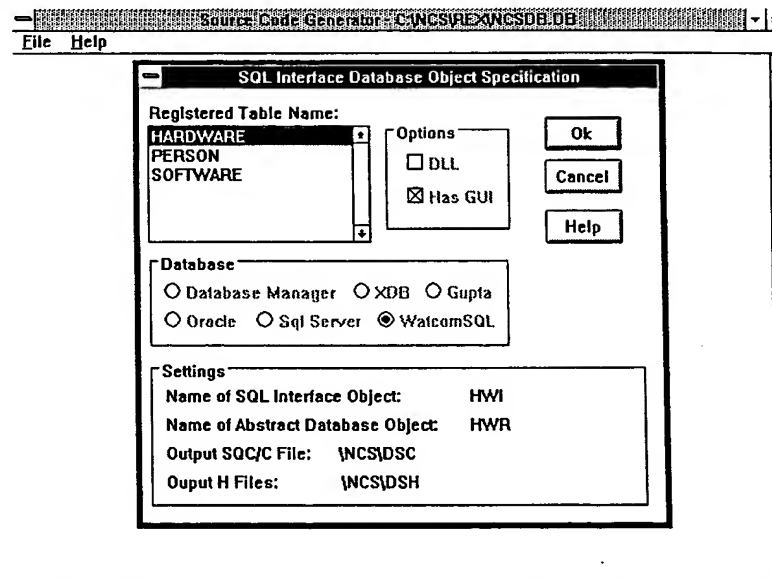 Source Code Generator - C:\NCS\REX\NCSDB.DB
File Help
SQL Interface Database Object Specification
Registered Table Name:
HARDWARE
PERSON
SOFTWARE
Options
DLL
Has GUI
Ok
Cancel
Help
Database
Database Manager XDB Gupta
Oracle Sql Server WatcomSQL
Settings
Name of SQL Interface Object: HWI
Name of Abstract Database Object: HWR
Output SQC/C File: \NCS\DSC
Ouput H Files: \NCS\DSH